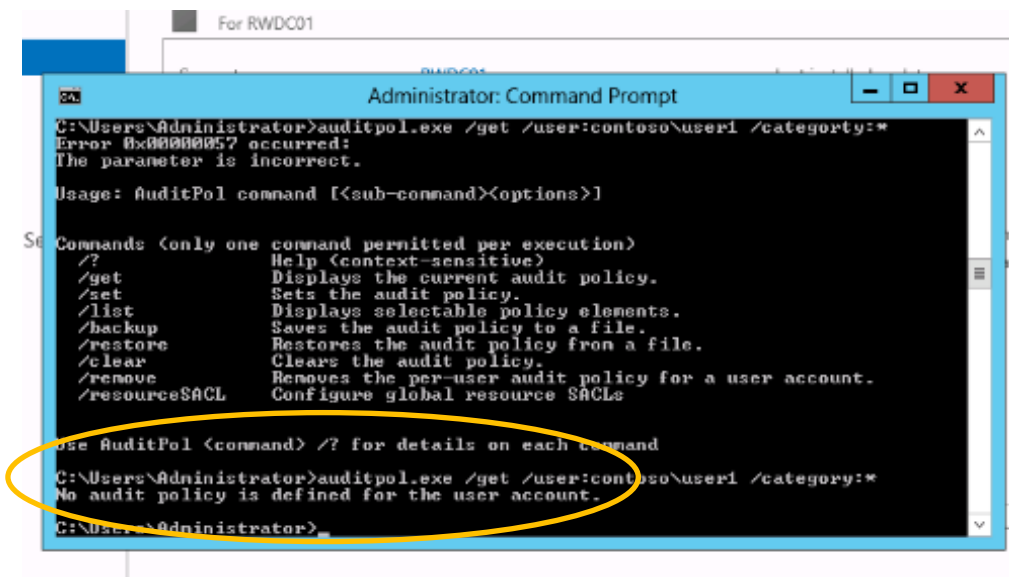 For RWDC01
Administrator: Command Prompt
C:\Users\Administrator>auditpol.exe /get /user:contoso\user1 /categorty:*
Error 0x00000057 occurred:
The parameter is incorrect.
Usage: AuditPol command [<sub-command><options>]
Commands (only one command permitted per execution)
/? Help (context-sensitive)
/get Displays the current audit policy.
/set Sets the audit policy.
/list Displays selectable policy elements.
/backup Saves the audit policy to a file.
/restore Restores the audit policy from a file.
/clear Clears the audit policy.
/remove Removes the per-user audit policy for a user account.
/resourceSACL Configure global resource SACLs
Use AuditPol <command> /? for details on each command
C:\Users\Administrator>auditpol.exe /get /user:contoso\user1 /category:*
No audit policy is defined for the user account.
C:\Users\Administrator>_